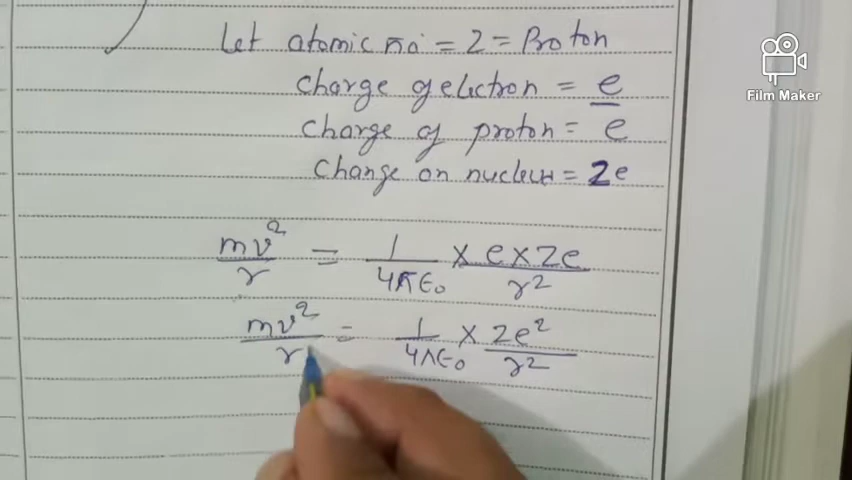 Let atomic no = Z = Proton
charge of electron = e
charge of proton = e
Charge on nucleus = Ze
mv²/r = 1/4πε₀ × e×Ze/r²
mv²/r = 1/4πε₀ × Ze²/r²
Film Maker